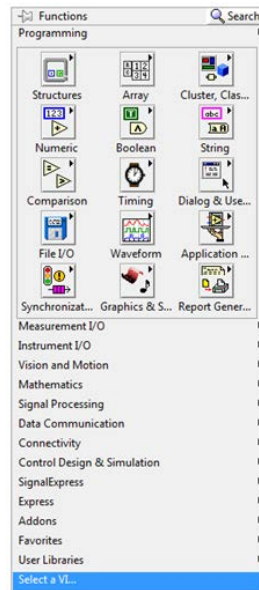 Functions Search
Programming
Structures Array Cluster, Clas...
123
Numeric Boolean String
abc
Comparison Timing Dialog & Use...
File I/O Waveform Application ...
Synchronizat... Graphics & S... Report Gener...
Measurement I/O
Instrument I/O
Vision and Motion
Mathematics
Signal Processing
Data Communication
Connectivity
Control Design & Simulation
SignalExpress
Express
Addons
Favorites
User Libraries
Select a VI...